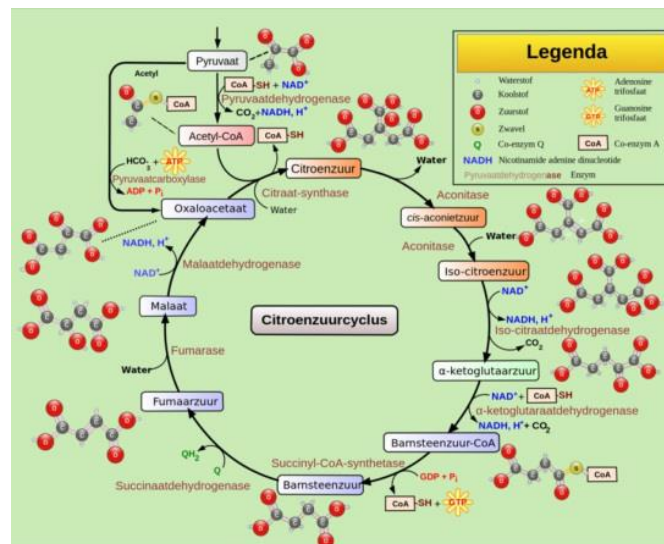 Legenda
Waterstof
Koolstof
Zuurstof
Zwavel
Q Co-enzym Q
NADH Nicotinamide adenine dinucleotide
Pyruvaatdehydrogenase Enzym
ATP Adenosine trifosfaat
GTP Guanosine trifosfaat
CoA Co-enzym A
Pyruvaat
Acetyl
S CoA
CoA-SH + NAD+
Pyruvaatdehydrogenase
CO2+NADH, H+
Acetyl-CoA
CoA-SH
HCO3- + ATP
Pyruvaatcarboxylase
ADP + Pi
Citraat-synthase
Water
Oxaloacetaat
Citroenzuur
Water
Aconitase
cis-aconietzuur
Aconitase
Water
Iso-citroenzuur
NAD+
NADH, H+
Iso-citraatdehydrogenase
CO2
α-ketoglutaarzuur
NAD+ + CoA-SH
α-ketoglutaraatdehydrogenase
NADH, H+ + CO2
Barnsteenzuur-CoA
S CoA
Succinyl-CoA-synthetase
GDP + Pi
CoA-SH + GTP
Barnsteenzuur
Succinaatdehydrogenase
Q
QH2
Fumaarzuur
Water
Fumarase
Malaat
NAD+
Malaatdehydrogenase
NADH, H+
Citroenzuurcyclus